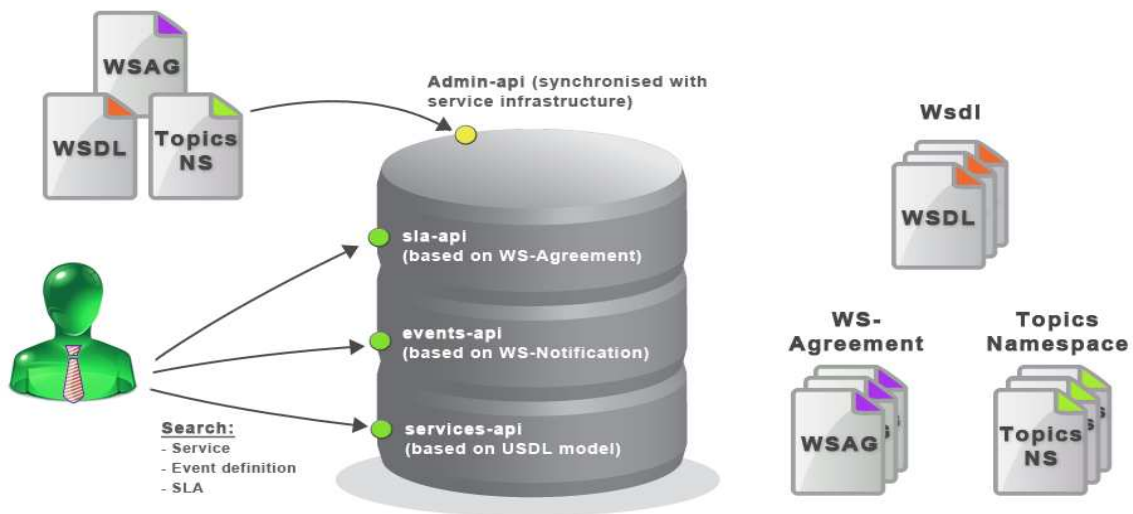 WSAG
WSDL
Topics
NS
Admin-api (synchronised with
service infrastructure)
sla-api
(based on WS-Agreement)
events-api
(based on WS-Notification)
services-api
(based on USDL model)
Search:
- Service
- Event definition
- SLA
Wsdl
WSDL
WS-
Agreement
WSAG
Topics
Namespace
Topics
NS